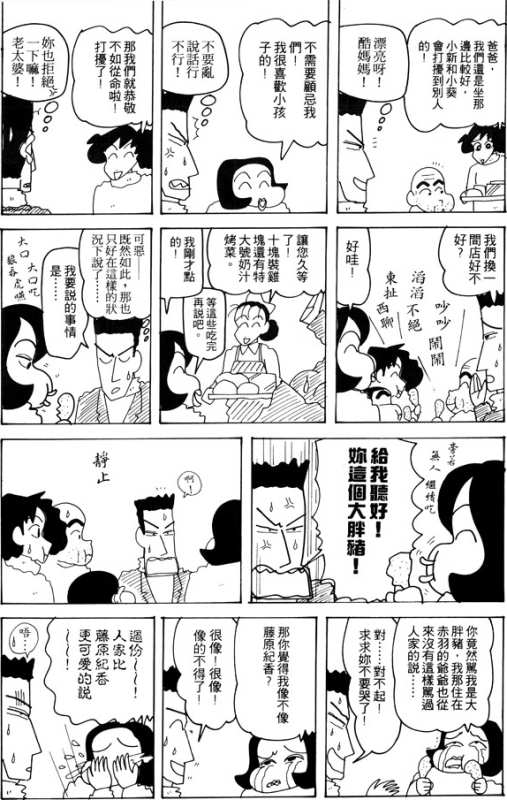 爸爸，
我們還是坐那
邊比較好，
小新和小葵
會打擾到別人
的！
漂亮呀！
酷媽媽！
不需要顧忌我
們！
我很喜歡小孩
子的！
不要亂
說話行
不行！
那我們就恭敬
不如從命啦！
打擾了！
妳也拒絕
一下嘛！
老太婆！
我們換一
間店好不
好？
吵吵
鬧鬧
滔滔
不絕
東扯
西聊
好哇！
讓您久等
了！
十塊裝雞
塊還有特
大號奶汁
烤菜。
等這些吃完
再說吧。
我剛才點
的！
可惡！
既然如此，那也
只好在這樣的狀
況下說了……
我要說的事情
是……
大口大口吃
狼吞虎嚥
旁若
無人
繼續吃
給我聽好！
妳這個大胖豬！
啊！
靜
止
你竟然罵我是大
胖豬，我那住在
赤羽的爺爺也從
來沒有這樣罵過
人家的說……
對……對不起！
求求妳不要哭了！
那你覺得我像不像
藤原紀香？
很像！很
像的不得了！
過份～～！
人家比
藤原紀香
更可愛的說
～～！
唔…